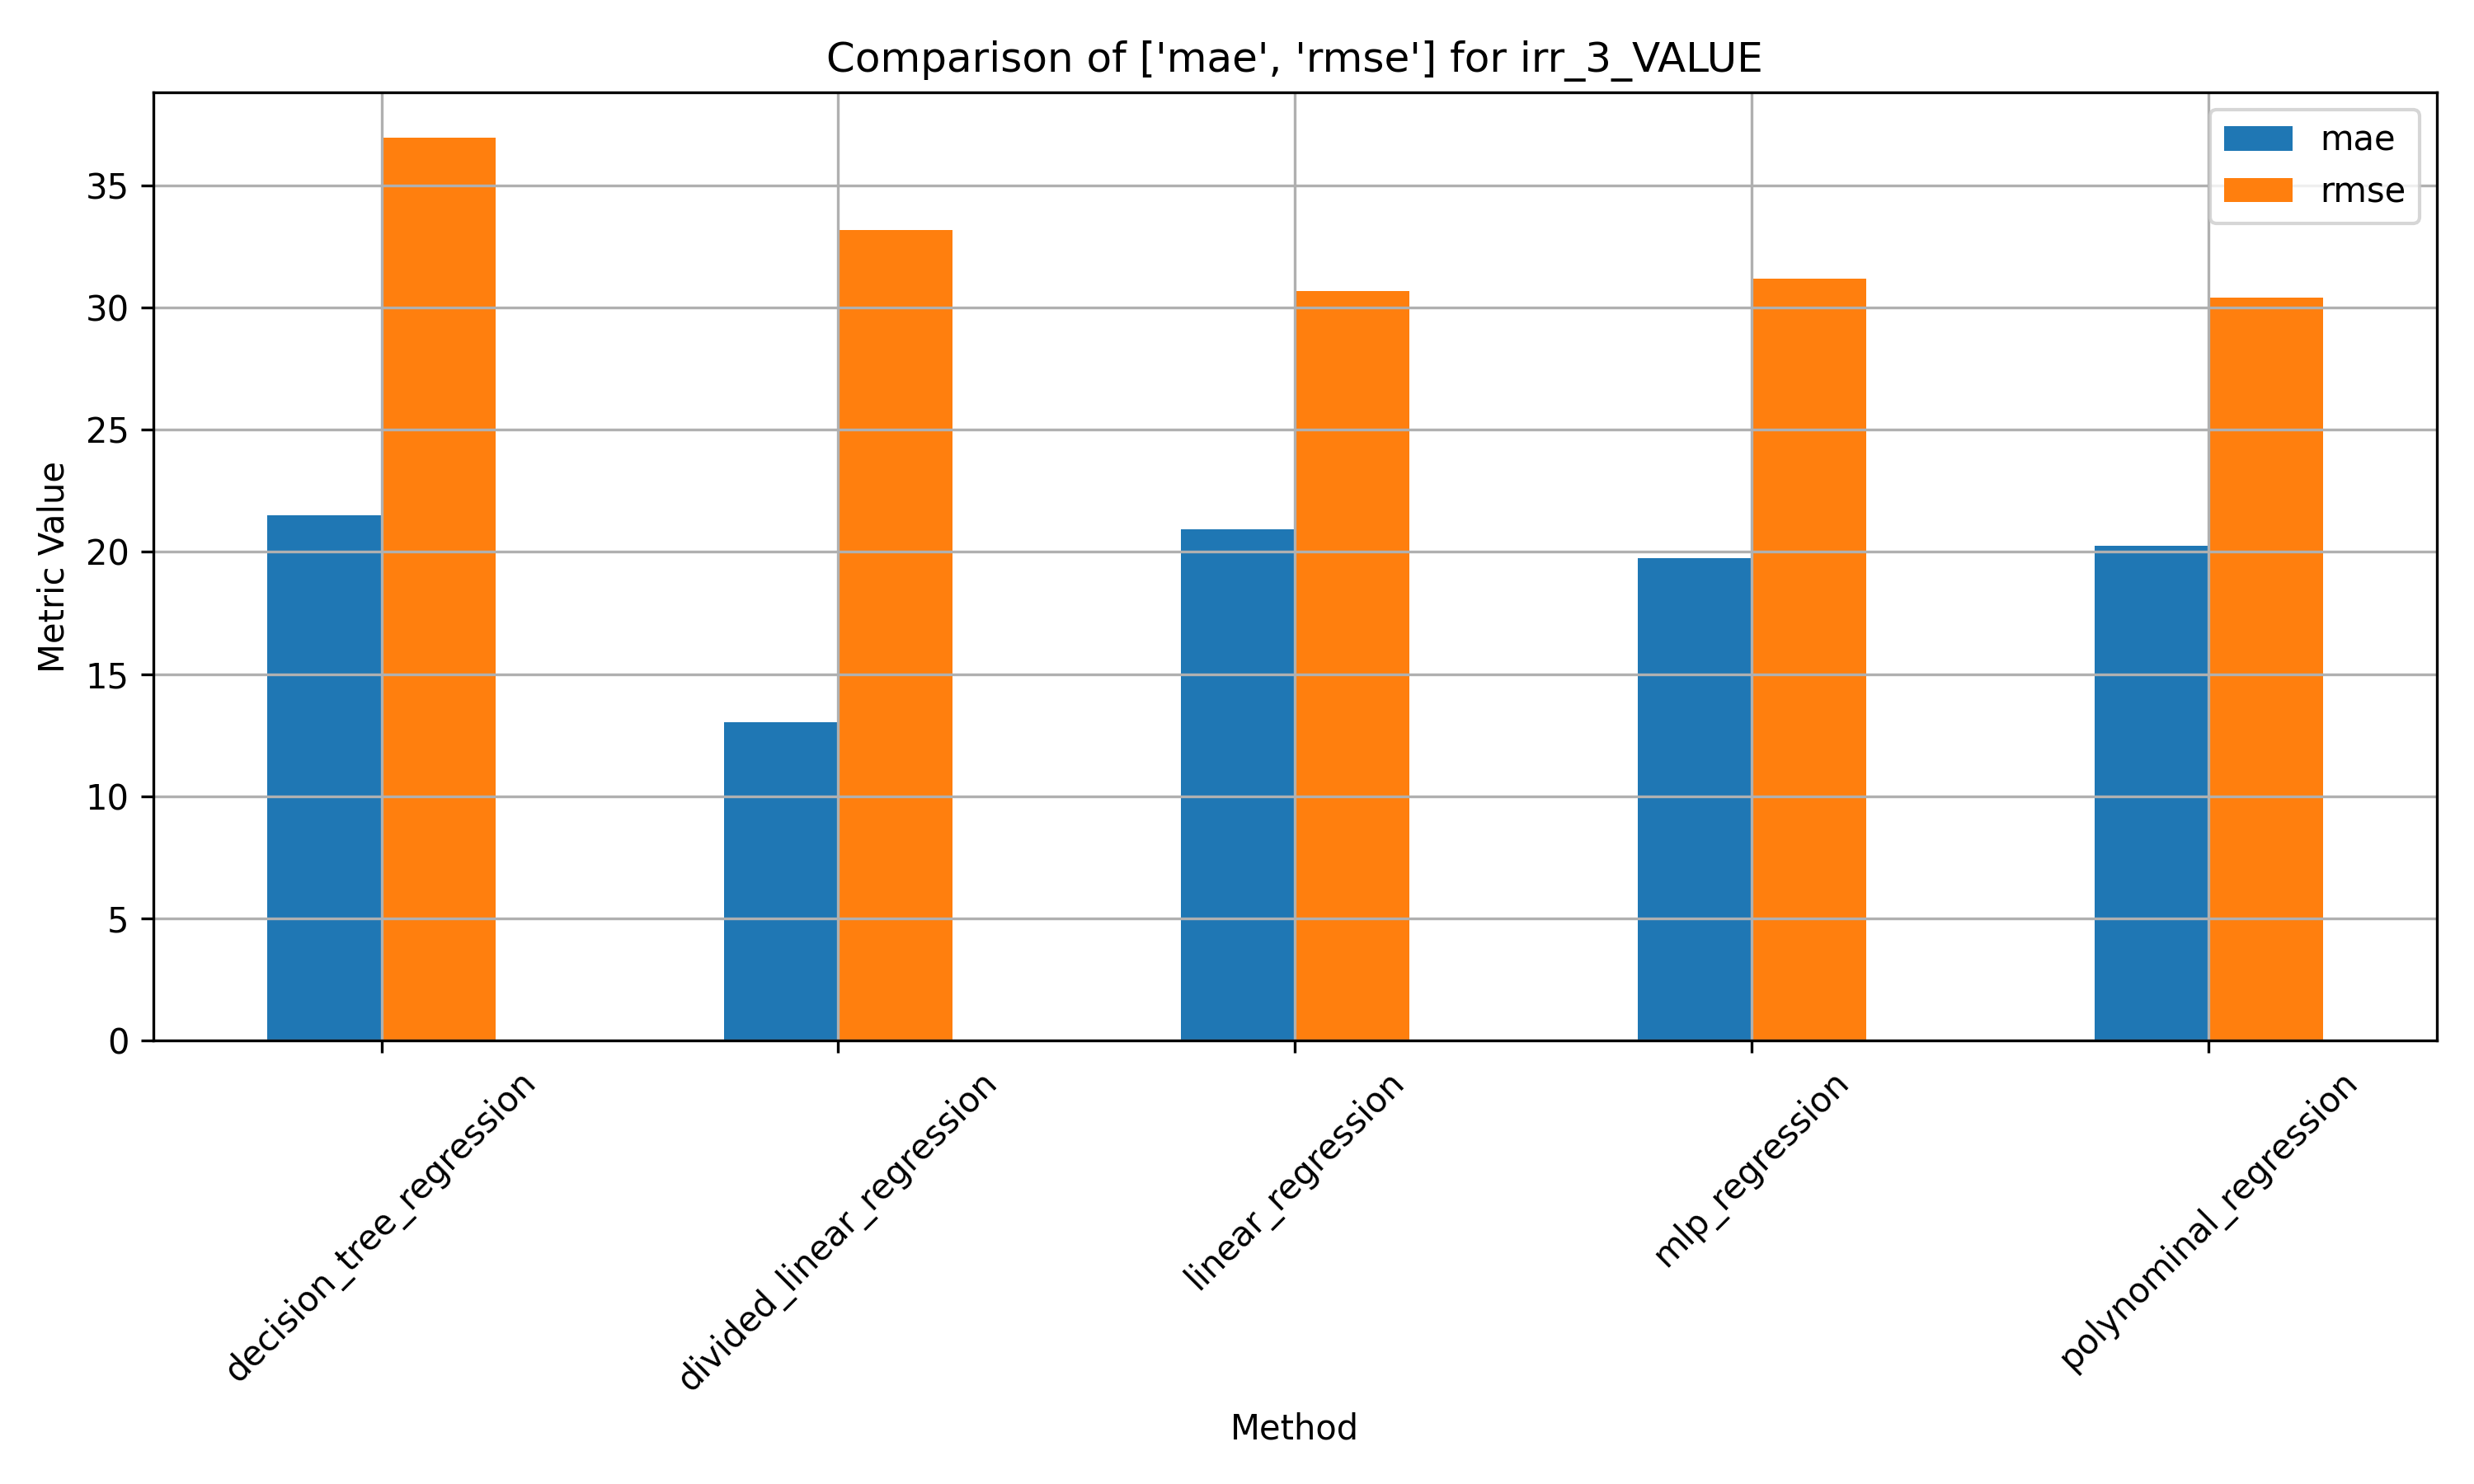 Comparison of ['mae', 'rmse'] for irr_3_VALUE
mae
rmse
Metric Value
35
30
25
20
15
10
5
0
decision_tree_regression
divided_linear_regression
linear_regression
mlp_regression
polynominal_regression
Method